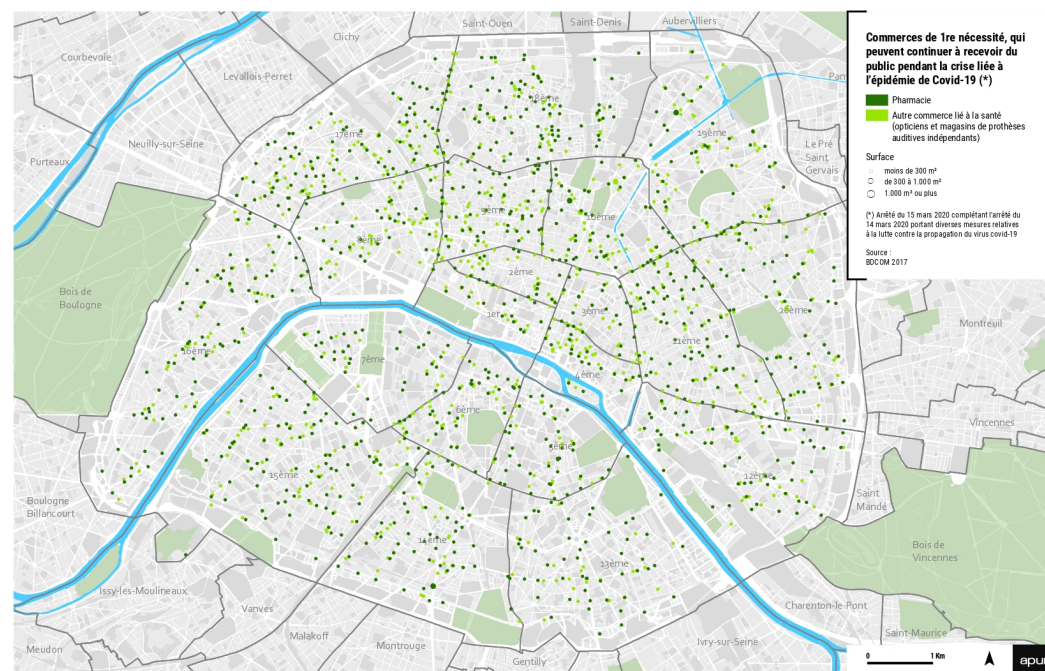 Saint-Ouen
Saint-Denis
Aubervilliers
Clichy
Courbevoie
Levallois-Perret
Pan
18ème
17ème
19ème
Neuilly-sur-Seine
Le Pré
Saint
Gervais
Purteaux
9ème
10ème
8ème
2ème
Bois de
Boulogne
3ème
1er
20ème
11ème
Montreuil
16ème
7ème
4ème
6ème
Vincennes
5ème
15ème
12ème
Saint
Mandé
Boulogne
Billancourt
14ème
13ème
Bois de
Vincennes
Issy-les-Moulineaux
Vanves
Charenton-le-Pont
Malakoff
Montrouge
Ivry-sur-Seine
Saint-Maurice
Meudon
Gentilly
Commerces de 1re nécessité, qui
peuvent continuer à recevoir du
public pendant la crise liée à
l'épidémie de Covid-19 (*)
Pharmacie
Autre commerce lié à la santé
(opticiens et magasins de prothèses
auditives indépendants)
Surface
moins de 300 m²
de 300 à 1.000 m²
1.000 m² ou plus
(*) Arrêté du 15 mars 2020 complétant l'arrêté du
14 mars 2020 portant diverses mesures relatives
à la lutte contre la propagation du virus covid-19
Source :
BDCOM 2017
0 1 Km
apur